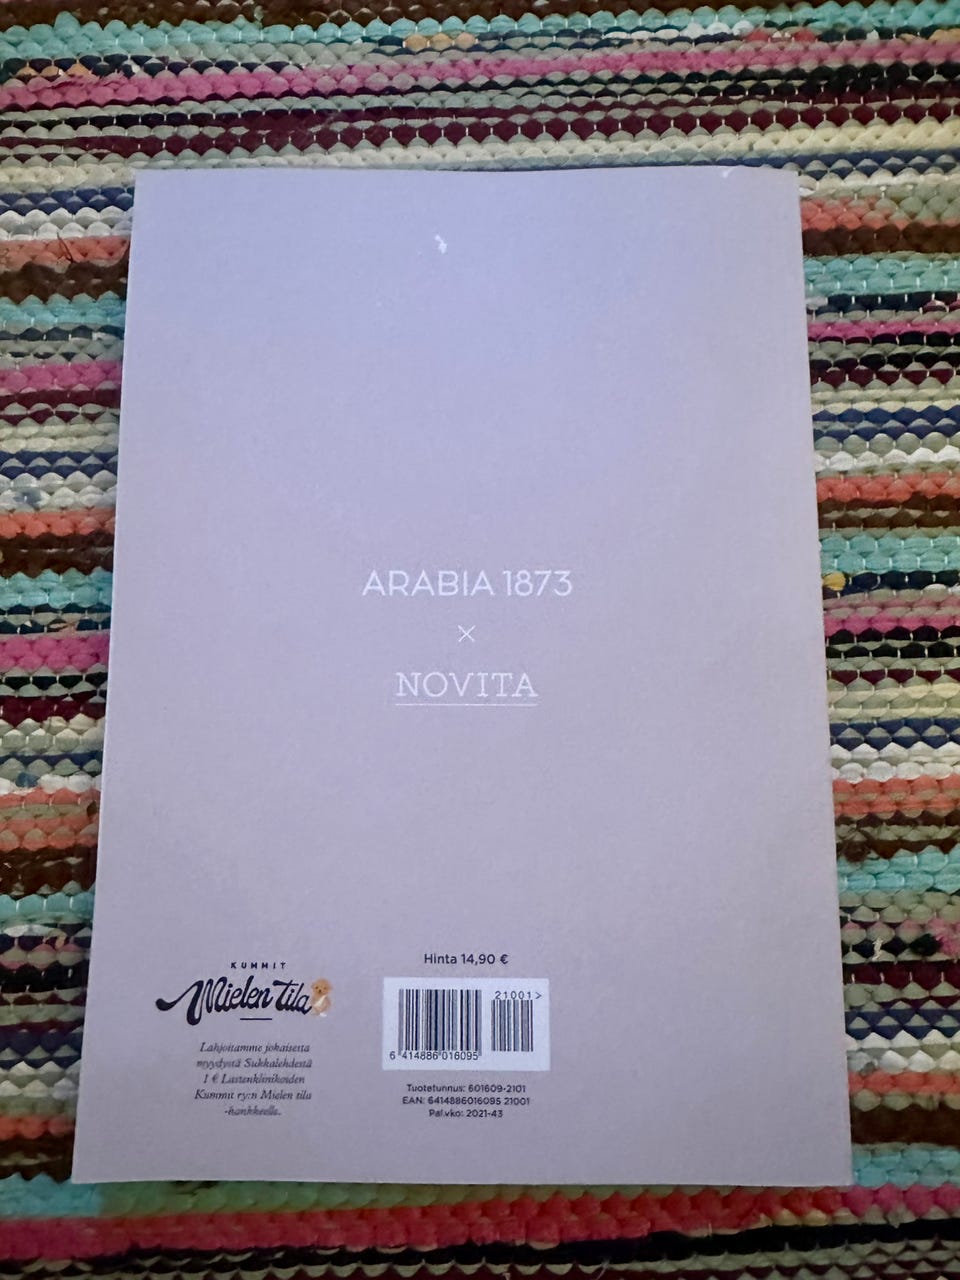 ARABIA 1873
×
NOVITA
Hinta 14,90 €
KUMMIT
Mielen tila
Lahjoitamme jokaisesta
myydystä Sukkalehdestä
1 € Lastenklinikoiden
Kummit ry:n Mielen tila
-hankkeelle.
21001>
6 414886 016095
Tuotetunnus: 601609-2101
EAN: 6414886016095 21001
Pal.vko: 2021-43